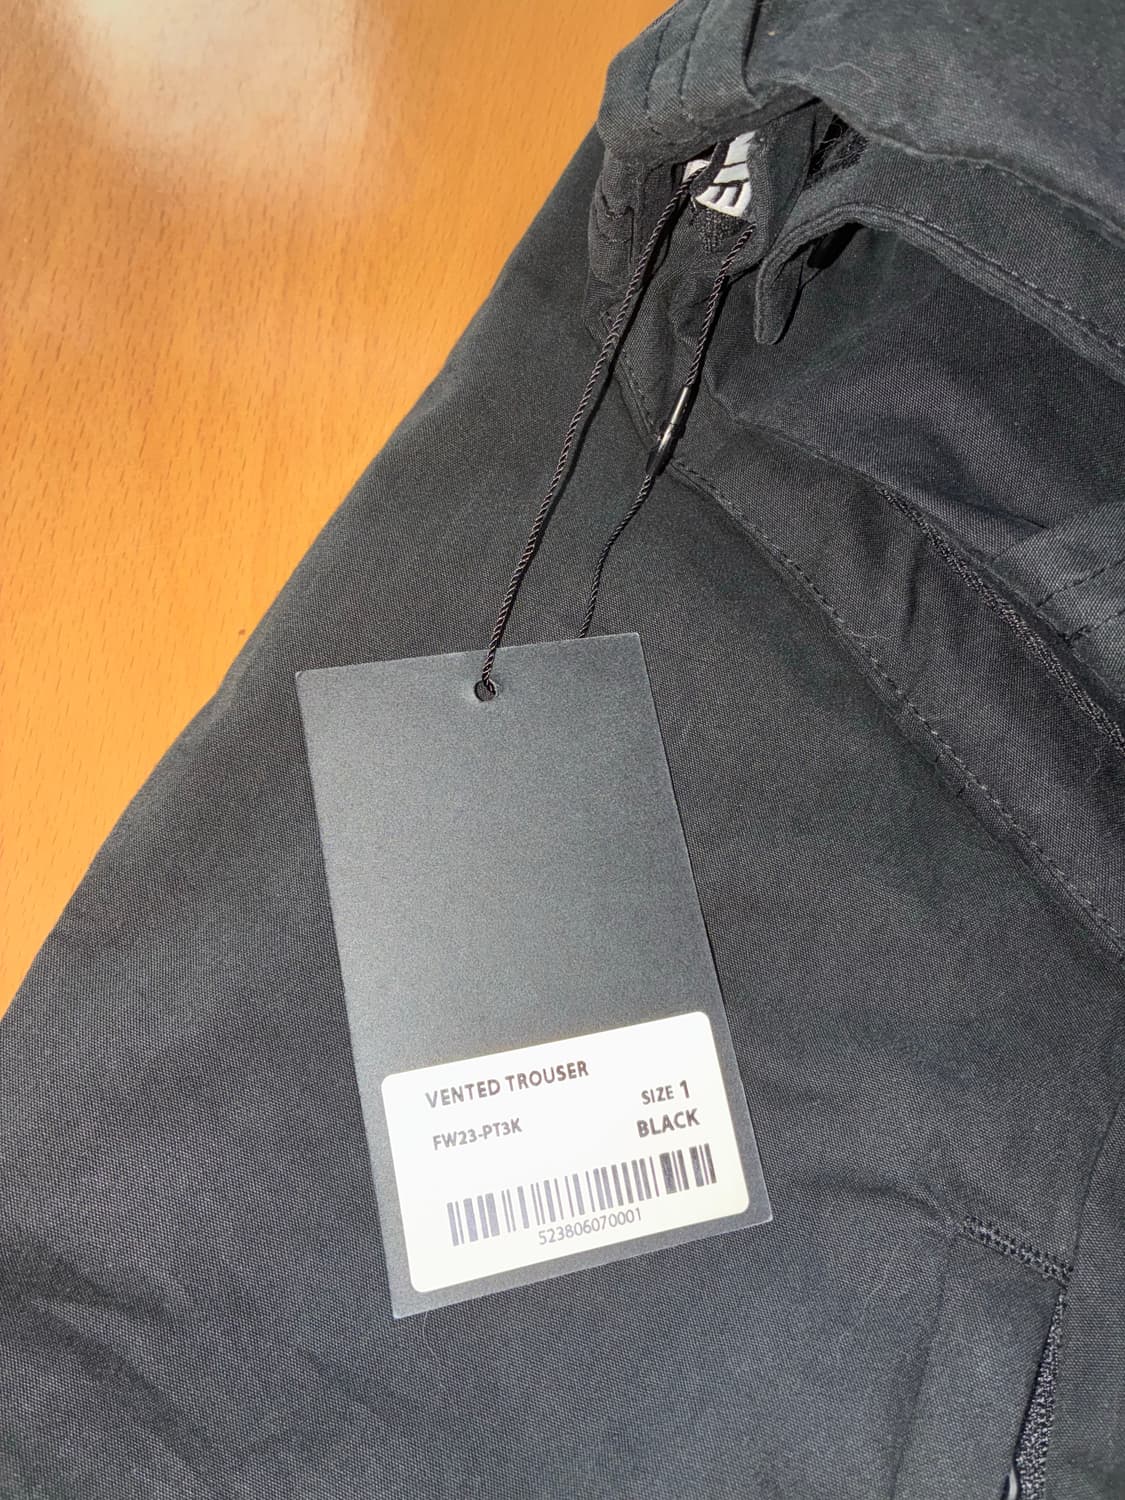 VENTED TROUSER
SIZE 1
FW23-PT3K
BLACK
523806070001